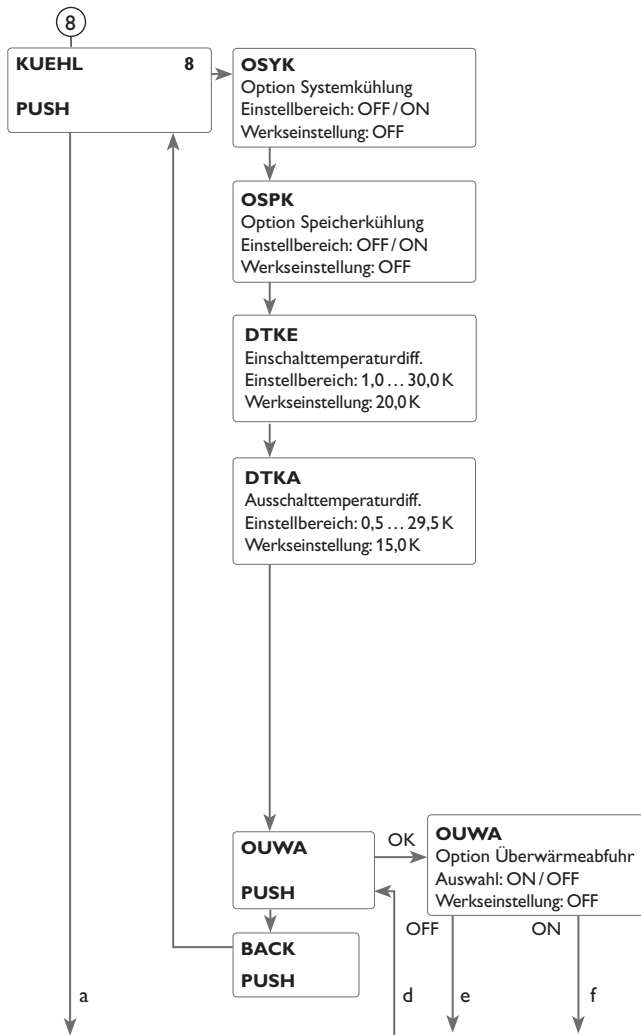 8
KUEHL 8
PUSH
OSYK
Option Systemkühlung
Einstellbereich: OFF / ON
Werkseinstellung: OFF
OSPK
Option Speicherkühlung
Einstellbereich: OFF / ON
Werkseinstellung: OFF
DTKE
Einschalttemperaturdiff.
Einstellbereich: 1,0 … 30,0 K
Werkseinstellung: 20,0 K
DTKA
Ausschalttemperaturdiff.
Einstellbereich: 0,5 … 29,5 K
Werkseinstellung: 15,0 K
OUWA
PUSH
OK
OUWA
Option Überwärmeabfuhr
Auswahl: ON / OFF
Werkseinstellung: OFF
OFF ON
BACK
PUSH
a d e f